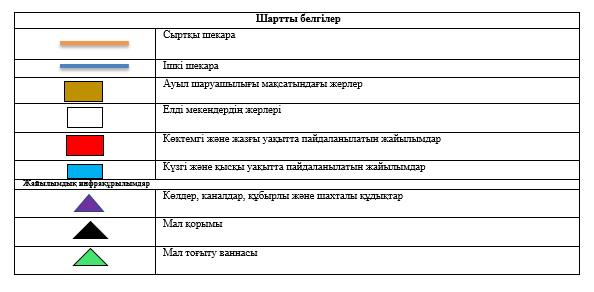 Шартты белгілер
Сыртқы шекара
Ішкі шекара
Ауыл шаруашылығы мақсатындағы жерлер
Елді мекендердің жерлері
Көктемгі және жазғы уақытта пайдаланылатын жайылымдар
Күзгі және қысқы уақытта пайдаланылатын жайылымдар
Жайылымдық инфрақұрылымдар
Көлдер, каналдар, құбырлы және шахталы құдықтар
Мал қорымы
Мал тоғыту ваннасы